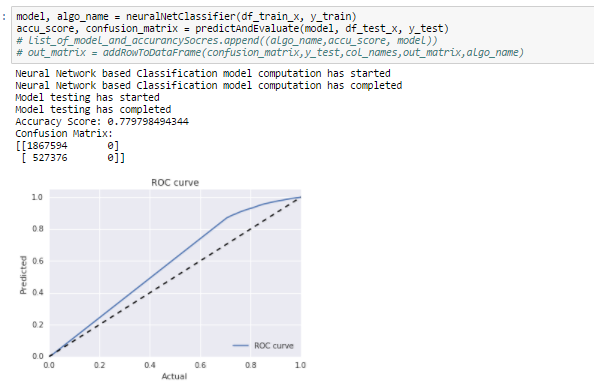 : model, algo_name = neuralNetClassifier(df_train_x, y_train)
accu_score, confusion_matrix = predictAndEvaluate(model, df_test_x, y_test)
# list_of_model_and_accurancySocres.append((algo_name,accu_score, model))
# out_matrix = addRowToDataFrame(confusion_matrix,y_test,col_names,out_matrix,algo_name)
Neural Network based Classification model computation has started
Neural Network based Classification model computation has completed
Model testing has started
Model testing has completed
Accuracy Score: 0.779798494344
Confusion Matrix:
[[1867594 0]
[ 527376 0]]
ROC curve
1.0
0.8
0.6
0.4
0.2
0.0
Predicted
ROC curve
0.0 0.2 0.4 0.6 0.8 1.0
Actual